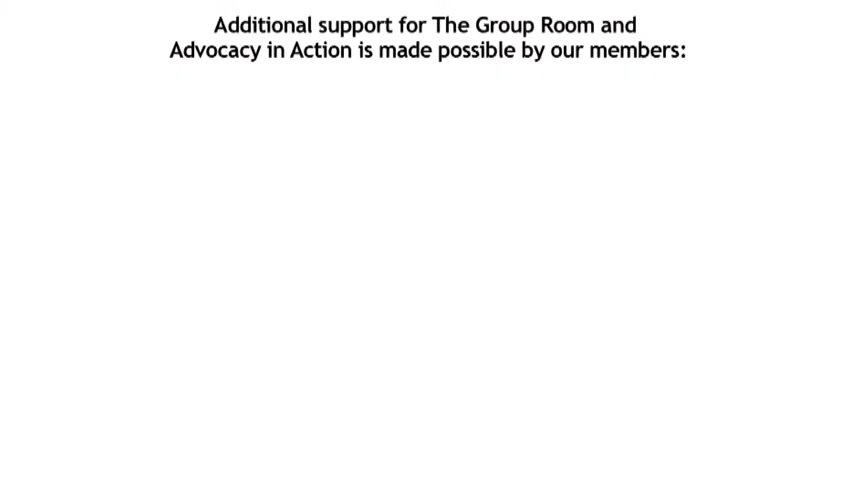 Additional support for The Group Room and
Advocacy in Action is made possible by our members: